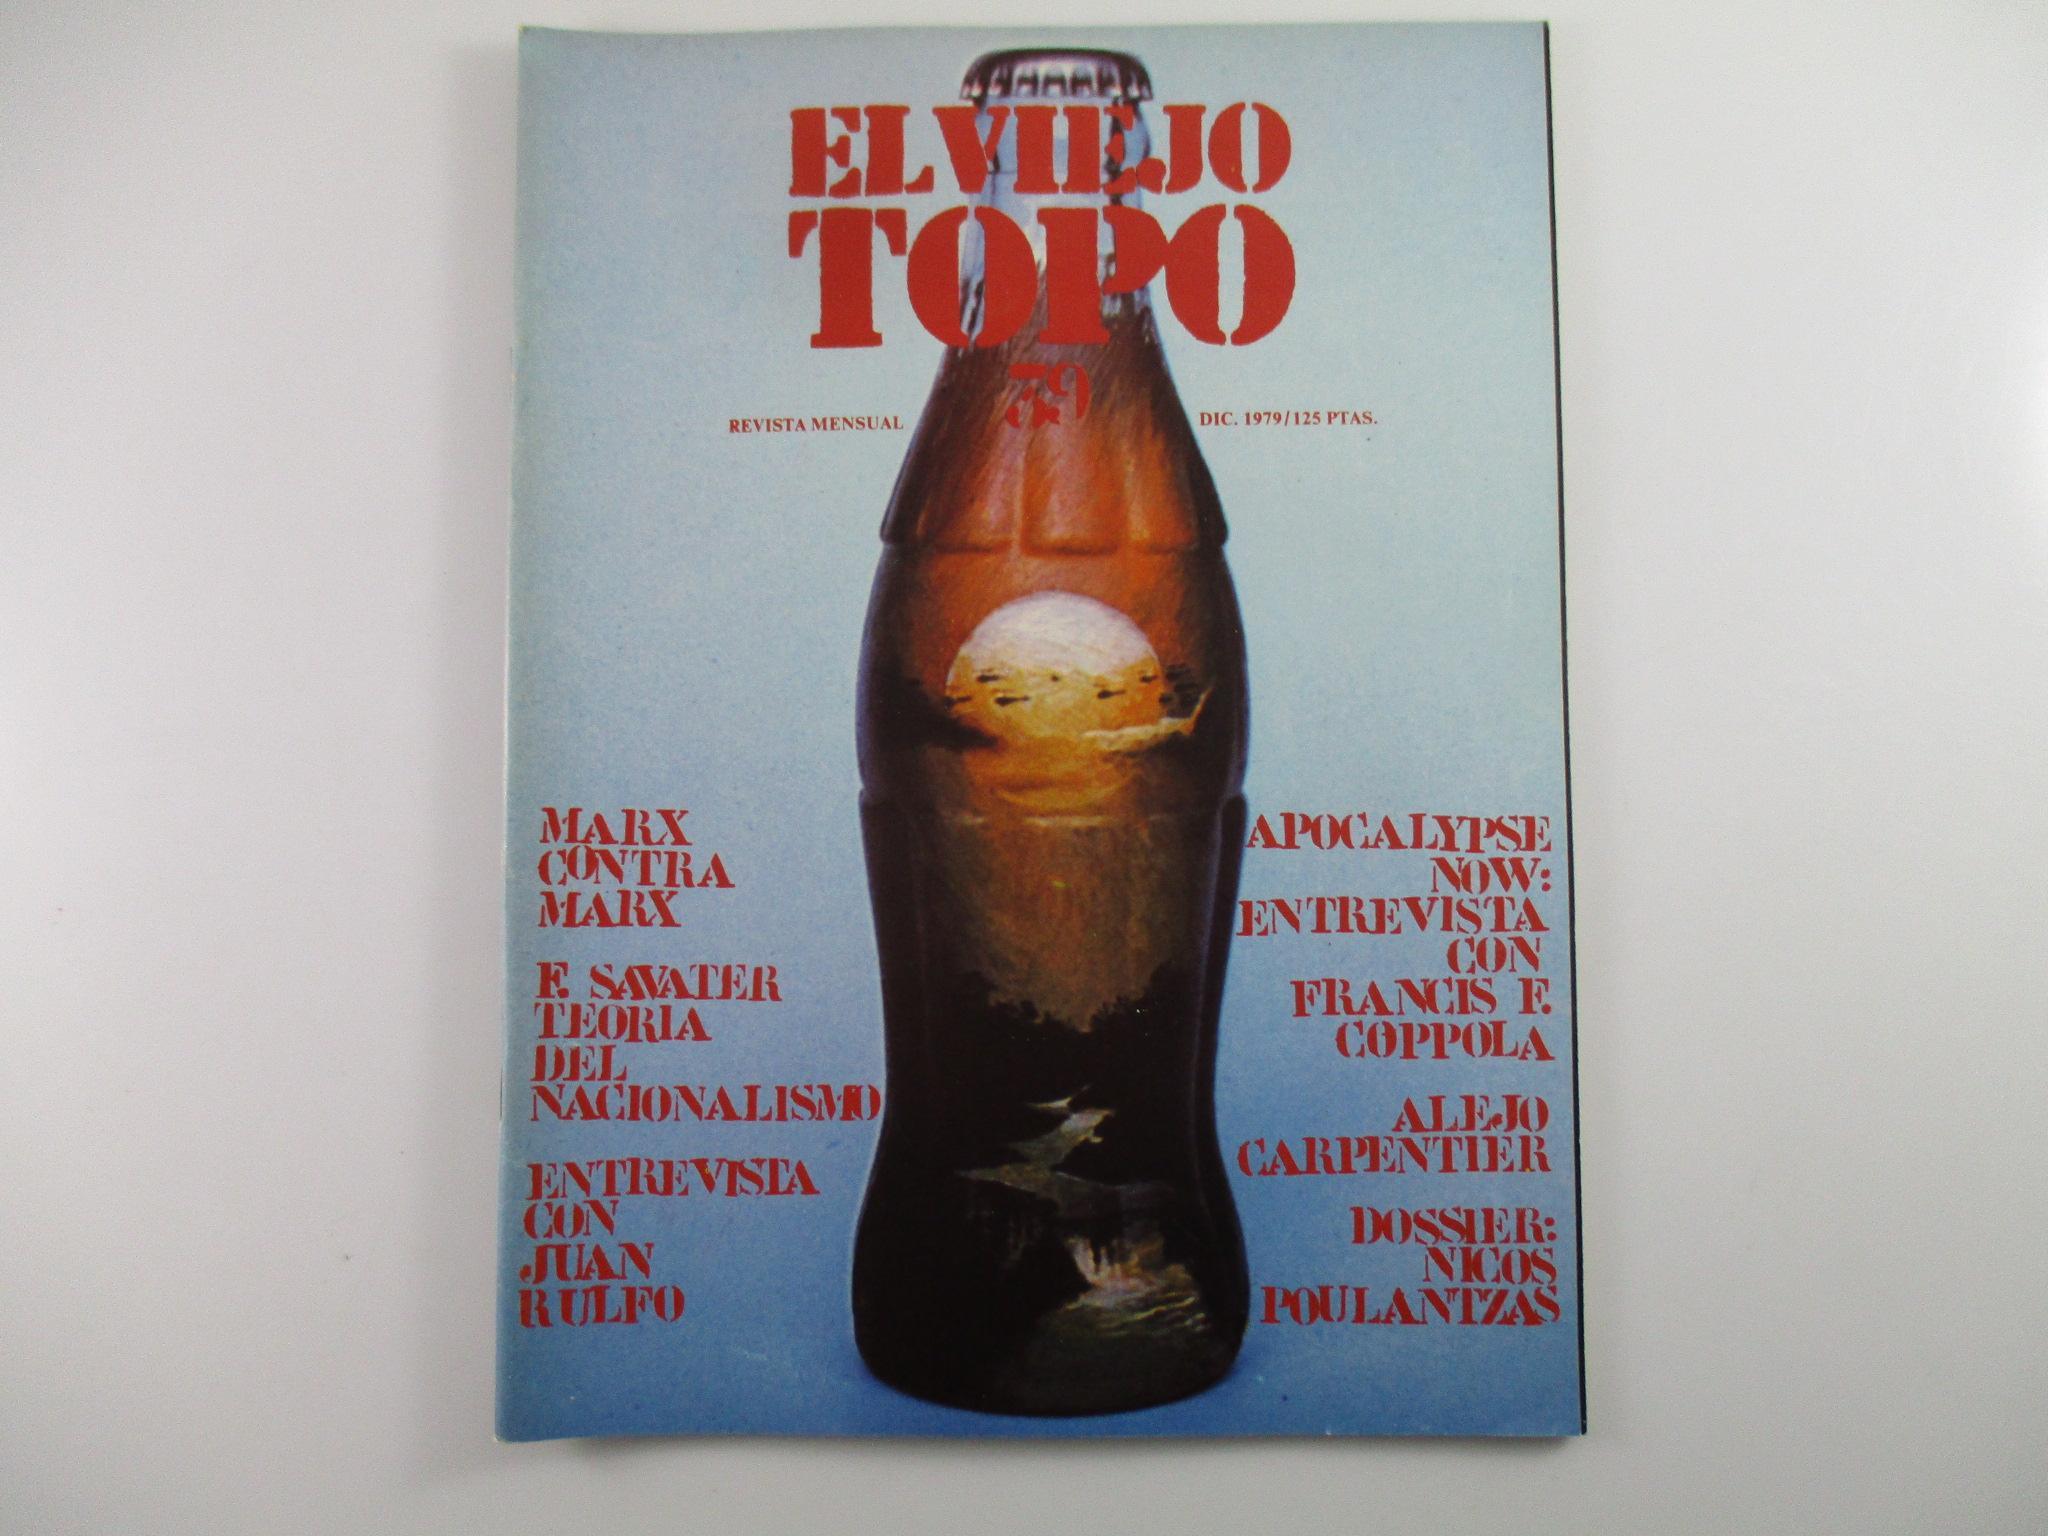 EL VIEJO
TOPO
39
REVISTA MENSUAL
DIC. 1979/125 PTAS.
MARX
CONTRA
MARX
F. SAVATER
TEORIA
DEL
NACIONALISMO
ENTREVISTA
CON
JUAN
RULFO
APOCALYPSE
NOW:
ENTREVISTA
CON
FRANCIS F.
COPPOLA
ALEJO
CARPENTIER
DOSSIER:
NICOS
POULANTZAS